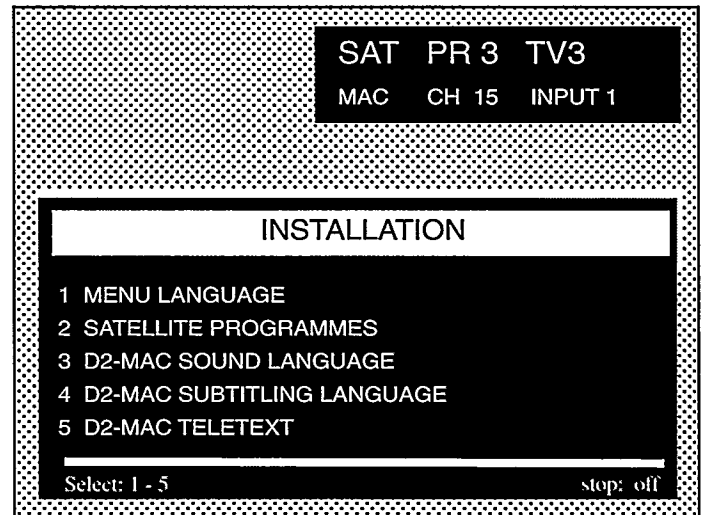 SAT PR 3 TV3
MAC CH 15 INPUT 1
INSTALLATION
1 MENU LANGUAGE
2 SATELLITE PROGRAMMES
3 D2-MAC SOUND LANGUAGE
4 D2-MAC SUBTITLING LANGUAGE
5 D2-MAC TELETEXT
Select: 1 - 5 stop: off